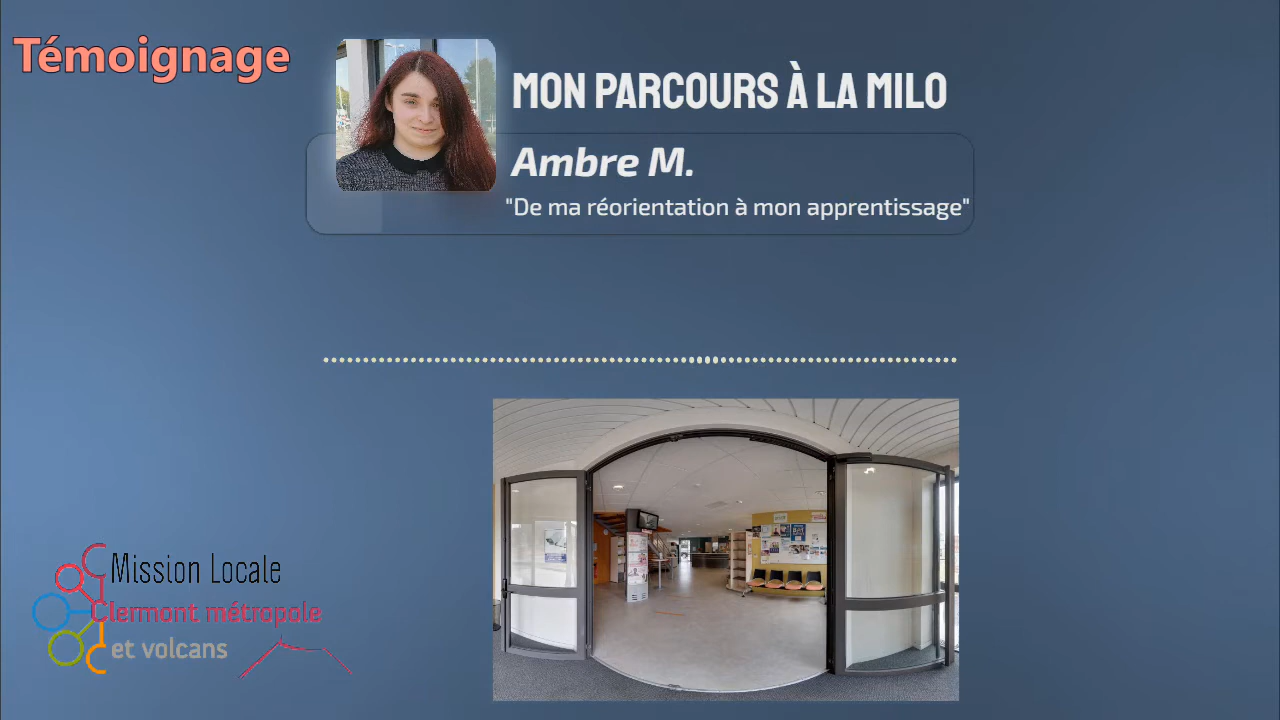 Témoignage
MON PARCOURS À LA MILO
Ambre M.
"De ma réorientation à mon apprentissage"
Mission Locale
Clermont métropole
et volcans